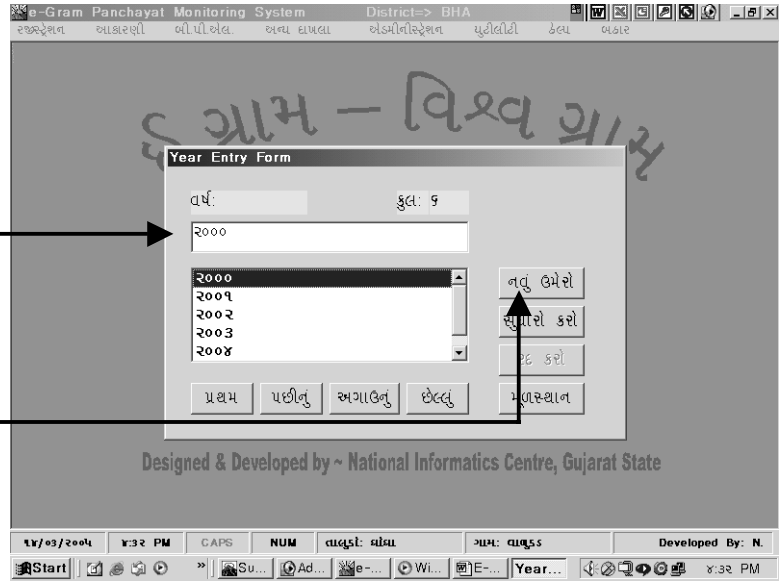 e-Gram Panchayat Monitoring System District=> BHA
રજીસ્ટ્રેશન આકારણી બી.પી.એલ. અન્ય દાખલા એડમીનીસ્ટ્રેશન યુટીલીટી હેલ્પ બહાર
ઈ ગ્રામ – વિશ્વ ગ્રામ
Year Entry Form
વર્ષ: કુલ: ૬
૨૦૦૦
૨૦૦૦
૨૦૦૧
૨૦૦૨
૨૦૦૩
૨૦૦૪
નવું ઉમેરો
સુધારો કરો
રદ કરો
પ્રથમ પછીનું અગાઉનું છેલ્લું મૂળસ્થાન
Designed & Developed by ~ National Informatics Centre, Gujarat State
૧૪/૦૩/૨૦૦૫ ૪:૩૨ PM CAPS NUM તાલુકો: ગામ: Developed By: N.
Start » Su... Ad... e-... Wi... E-... Year... ૪:૩૨ PM